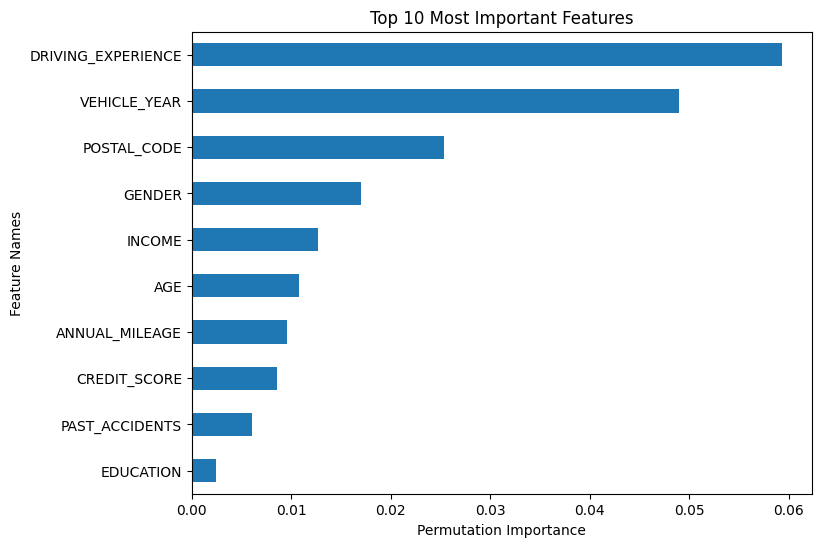 Top 10 Most Important Features
Feature Names
DRIVING_EXPERIENCE
VEHICLE_YEAR
POSTAL_CODE
GENDER
INCOME
AGE
ANNUAL_MILEAGE
CREDIT_SCORE
PAST_ACCIDENTS
EDUCATION
0.00 0.01 0.02 0.03 0.04 0.05 0.06
Permutation Importance